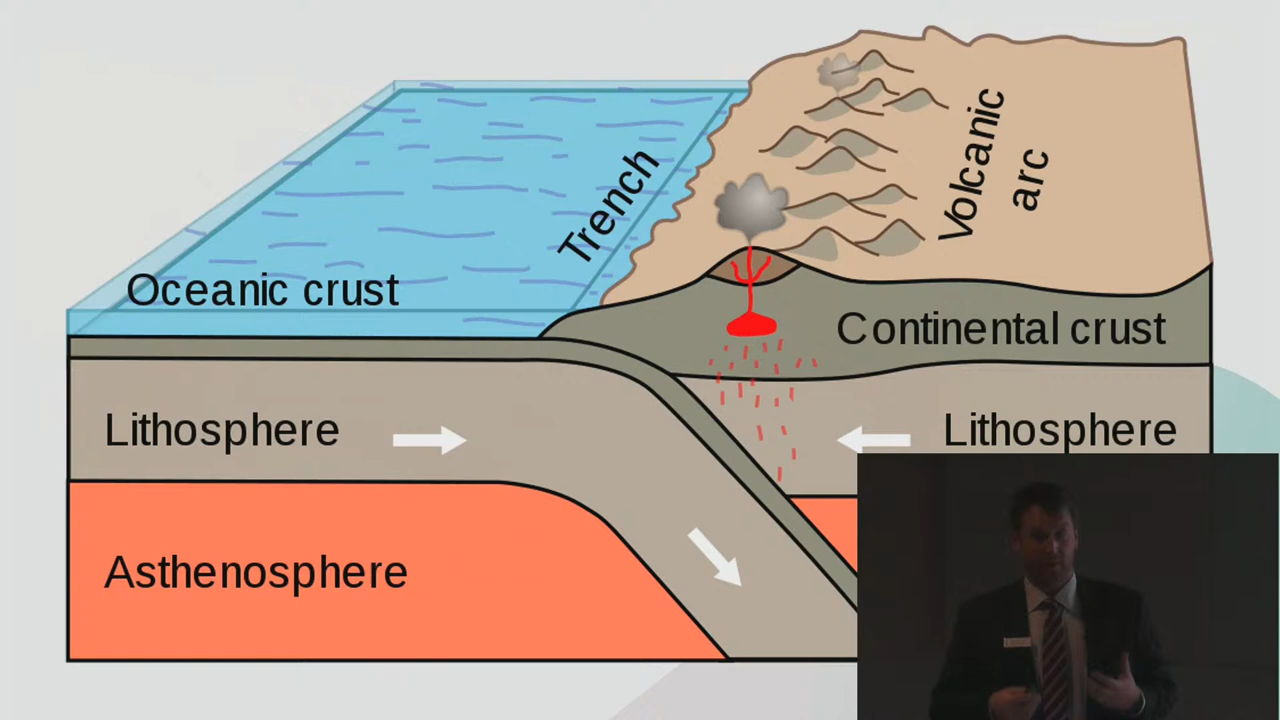 Volcanic
arc
Trench
Oceanic crust
Continental crust
Lithosphere
Lithosphere
Asthenosphere